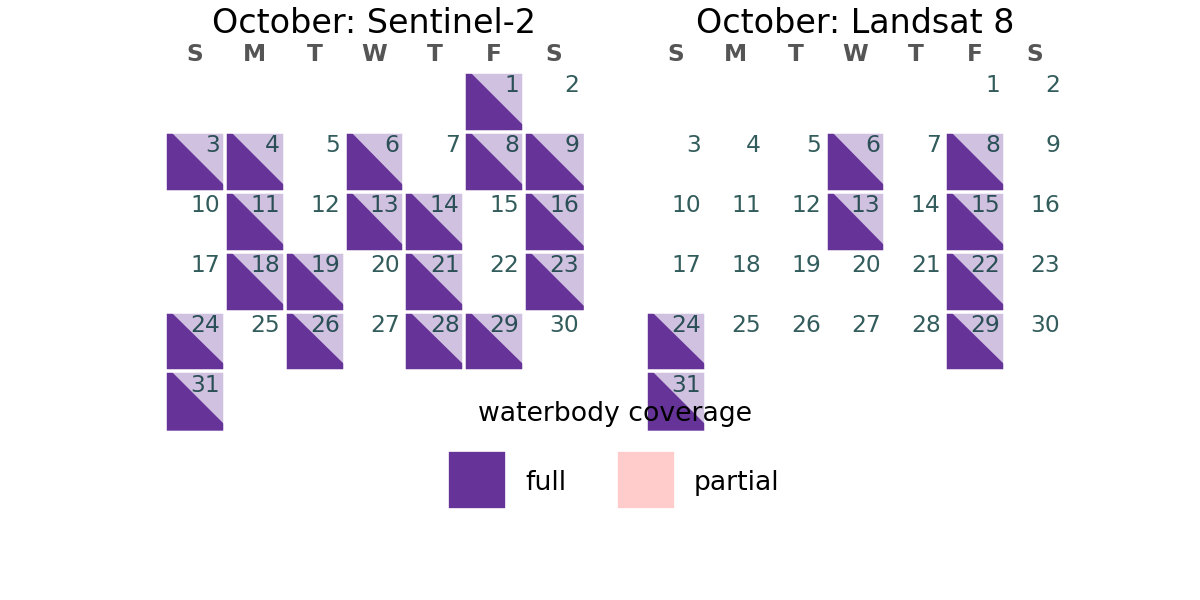 October: Sentinel-2
S M T W T F S
1 2
3 4 5 6 7 8 9
10 11 12 13 14 15 16
17 18 19 20 21 22 23
24 25 26 27 28 29 30
31
October: Landsat 8
S M T W T F S
1 2
3 4 5 6 7 8 9
10 11 12 13 14 15 16
17 18 19 20 21 22 23
24 25 26 27 28 29 30
31
waterbody coverage
full partial